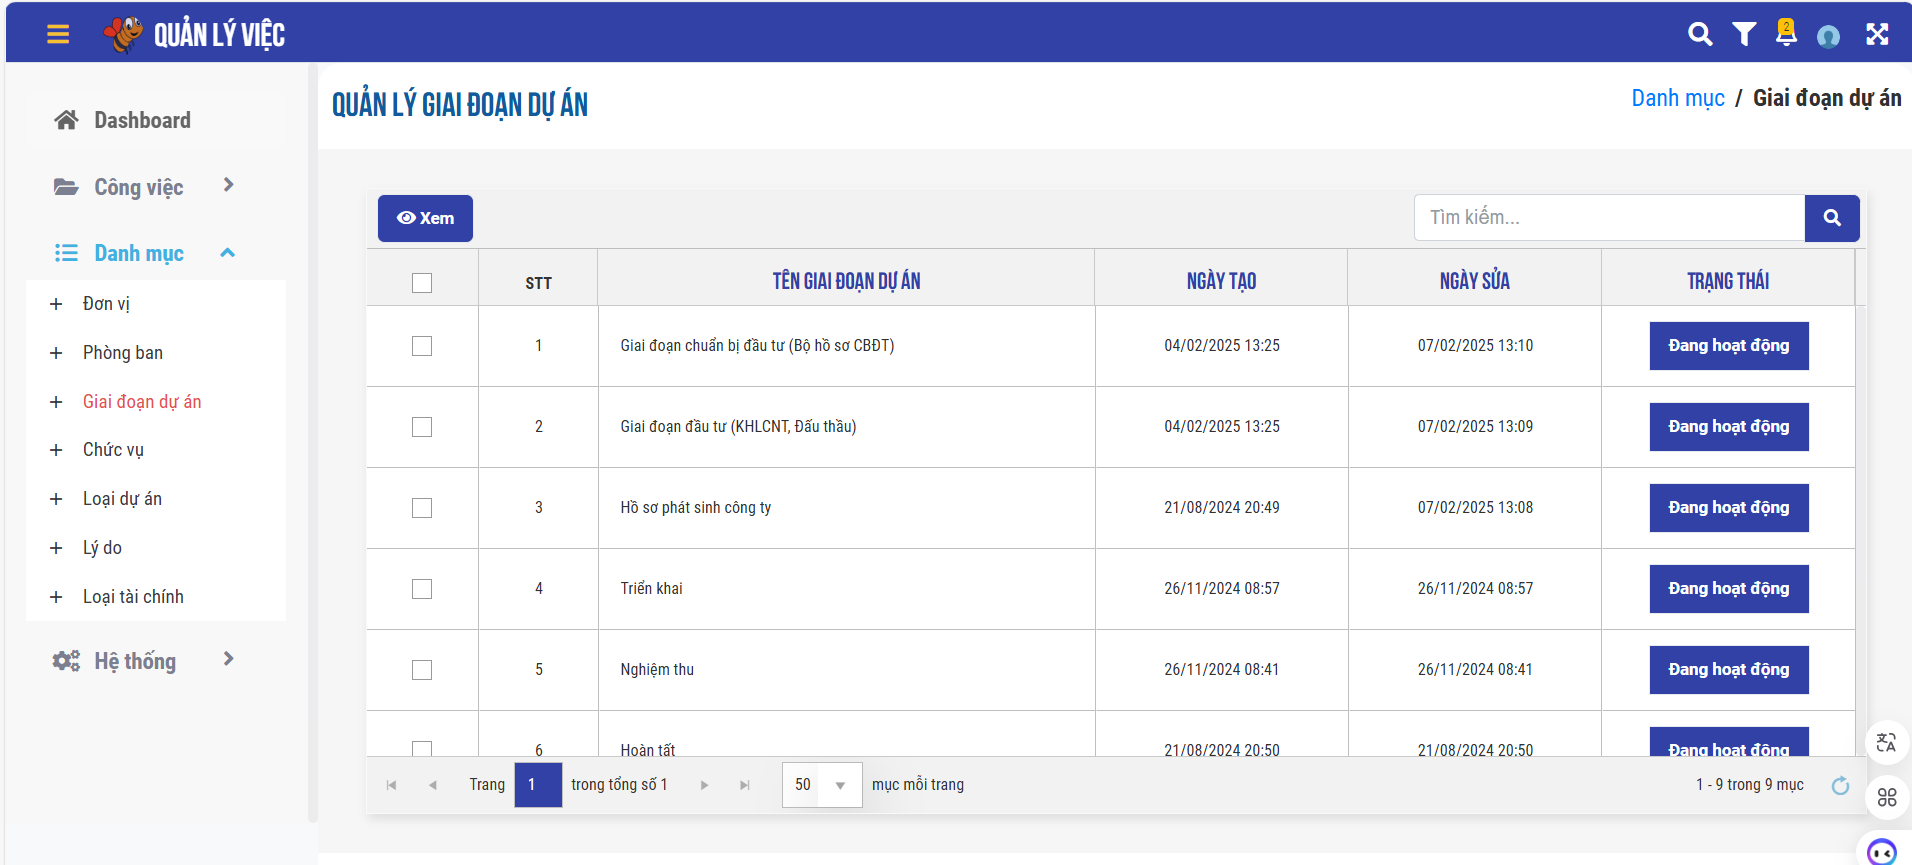 QUẢN LÝ VIỆC
2
Dashboard
Công việc
Danh mục
Đơn vị
Phòng ban
Giai đoạn dự án
Chức vụ
Loại dự án
Lý do
Loại tài chính
Hệ thống
QUẢN LÝ GIAI ĐOẠN DỰ ÁN
Danh mục / Giai đoạn dự án
Xem
Tìm kiếm...
STT TÊN GIAI ĐOẠN DỰ ÁN NGÀY TẠO NGÀY SỬA TRẠNG THÁI
1 Giai đoạn chuẩn bị đầu tư (Bộ hồ sơ CBĐT) 04/02/2025 13:25 07/02/2025 13:10 Đang hoạt động
2 Giai đoạn đầu tư (KHLCNT, Đấu thầu) 04/02/2025 13:25 07/02/2025 13:09 Đang hoạt động
3 Hồ sơ phát sinh công ty 21/08/2024 20:49 07/02/2025 13:08 Đang hoạt động
4 Triển khai 26/11/2024 08:57 26/11/2024 08:57 Đang hoạt động
5 Nghiệm thu 26/11/2024 08:41 26/11/2024 08:41 Đang hoạt động
6 Hoàn tất 21/08/2024 20:50 21/08/2024 20:50 Đang hoạt động
Trang 1 trong tổng số 1 50 mục mỗi trang 1 - 9 trong 9 mục